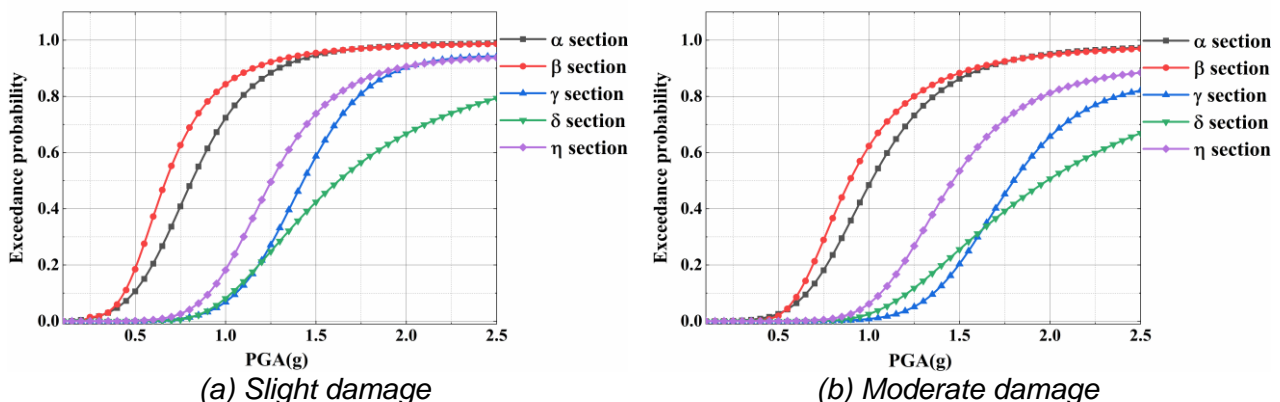 1.0
0.8
0.6
0.4
0.2
0.0
Exceedance probability
0.5
1.0
1.5
2.0
2.5
PGA(g)
α section
β section
γ section
δ section
η section
(a) Slight damage
1.0
0.8
0.6
0.4
0.2
0.0
Exceedance probability
0.5
1.0
1.5
2.0
2.5
PGA(g)
α section
β section
γ section
δ section
η section
(b) Moderate damage